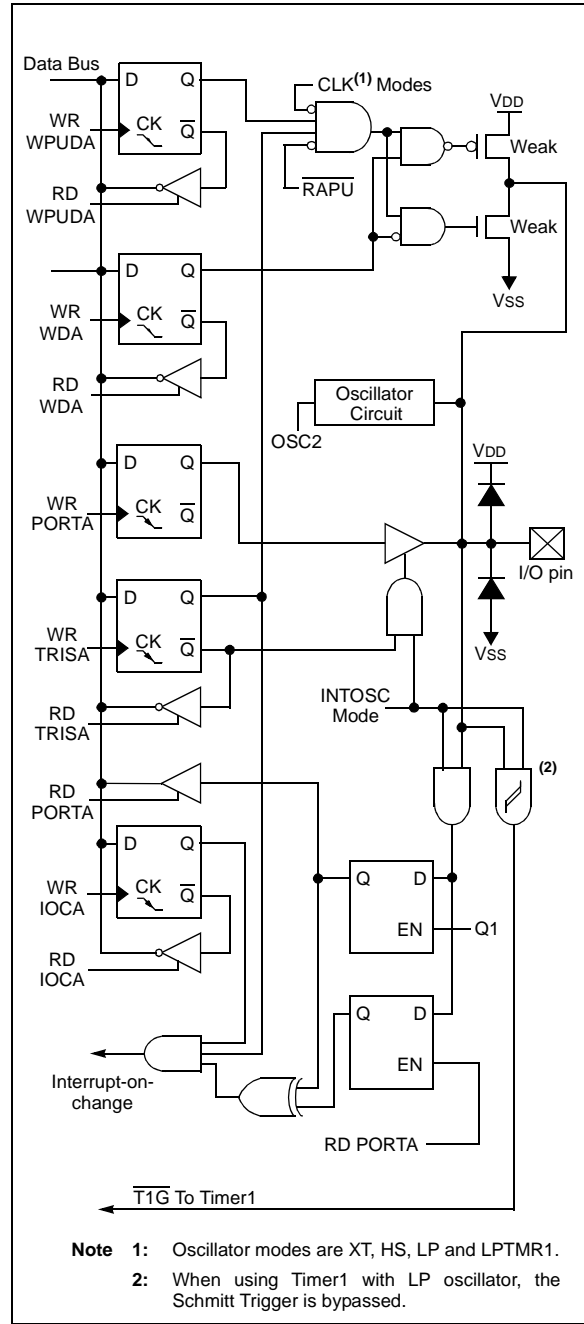 Data Bus
D Q
WR
WPUDA
CK Q
RD
WPUDA
CLK(1) Modes
RAPU
VDD
Weak
Weak
VSS
D Q
WR
WDA
CK Q
RD
WDA
Oscillator
Circuit
OSC2
D Q
WR
PORTA
CK Q
VDD
I/O pin
VSS
D Q
WR
TRISA
CK Q
RD
TRISA
INTOSC
Mode
(2)
RD
PORTA
D Q
WR
IOCA
CK Q
RD
IOCA
Q D
EN
Q1
Q D
EN
Interrupt-on-
change
RD PORTA
T1G To Timer1
Note 1: Oscillator modes are XT, HS, LP and LPTMR1.
2: When using Timer1 with LP oscillator, the
Schmitt Trigger is bypassed.